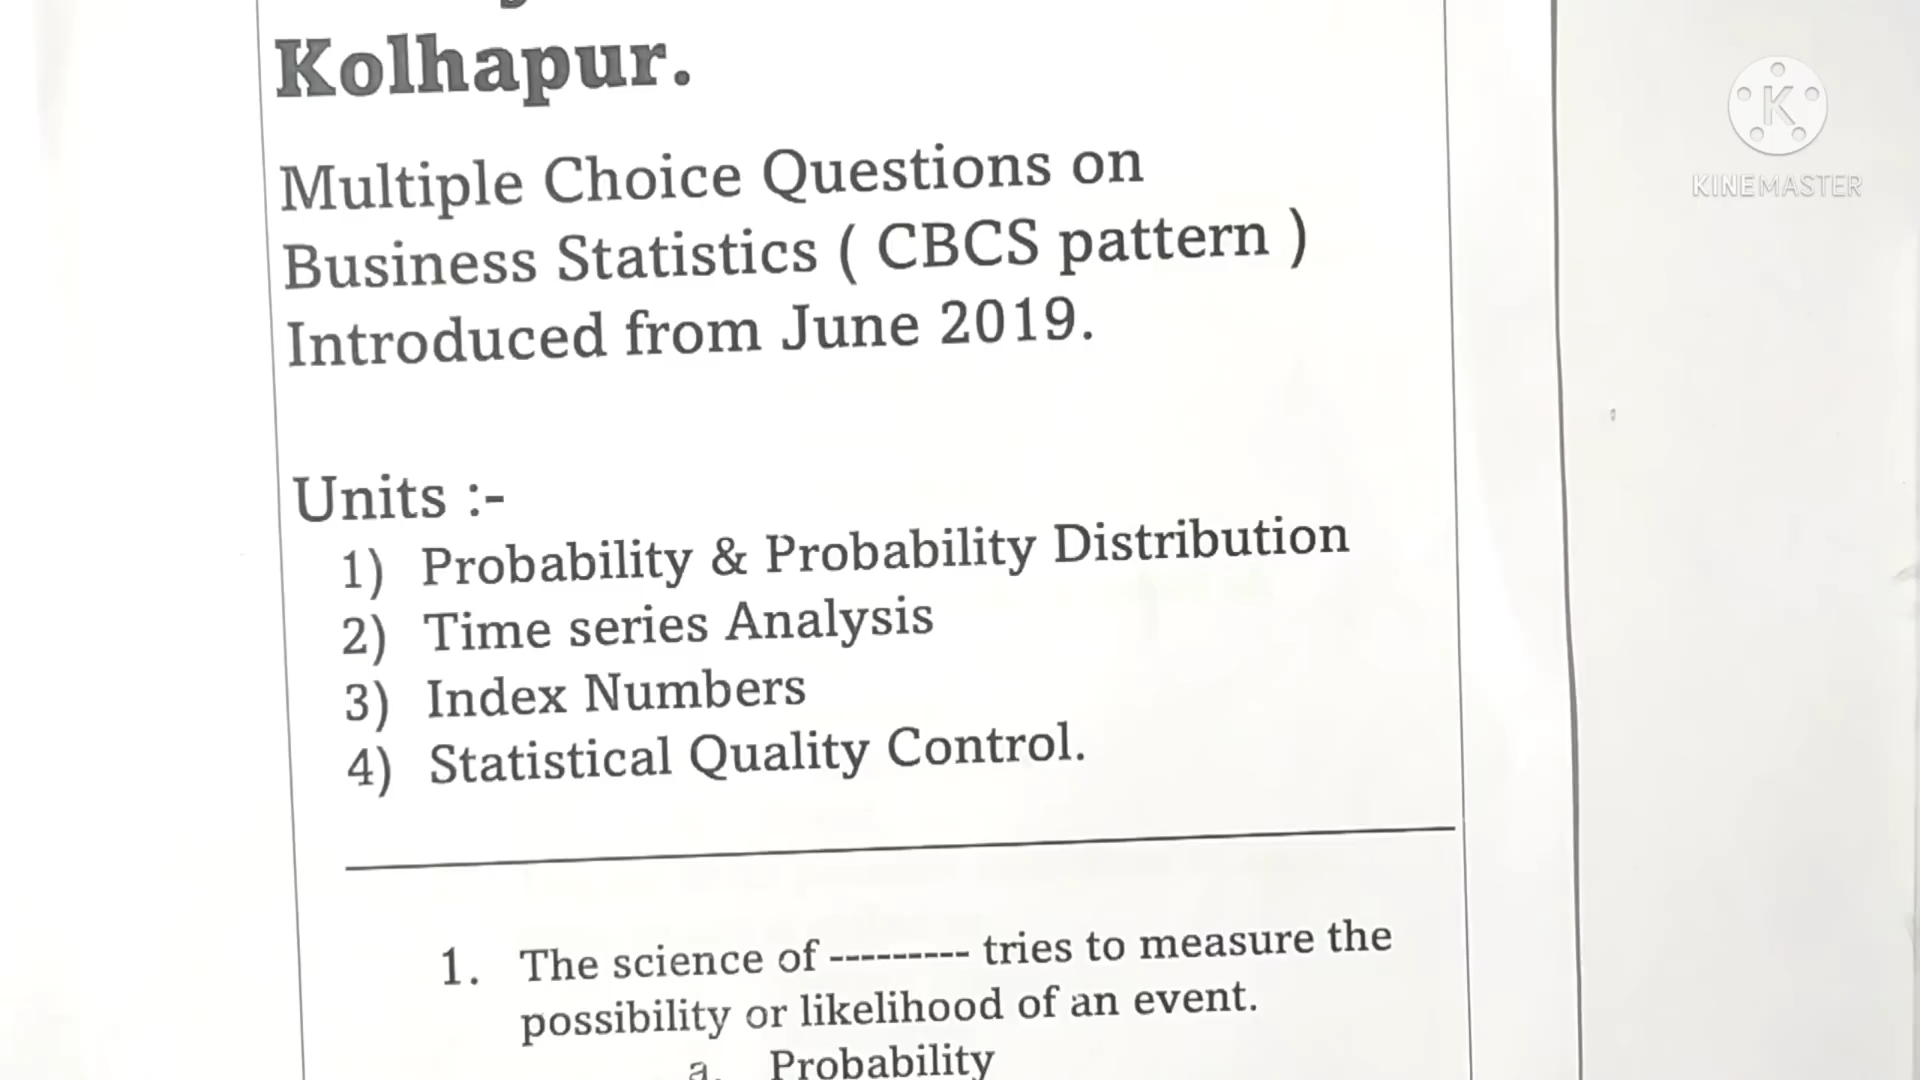 Kolhapur.
Multiple Choice Questions on
Business Statistics ( CBCS pattern )
Introduced from June 2019.
Units :-
1) Probability & Probability Distribution
2) Time series Analysis
3) Index Numbers
4) Statistical Quality Control.
1. The science of --------- tries to measure the
possibility or likelihood of an event.
a. Probability
K
KINEMASTER